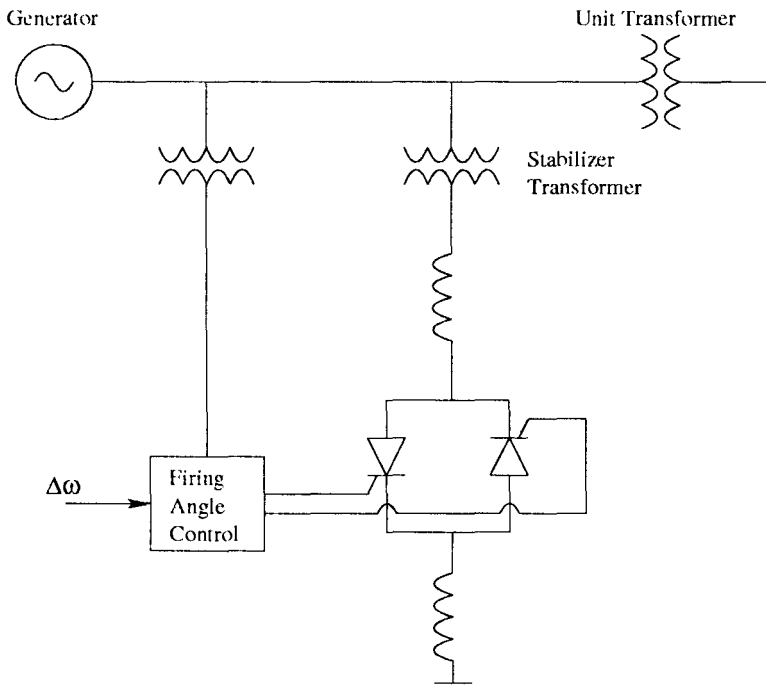 Generator
Unit Transformer
Stabilizer
Transformer
Δω
Firing
Angle
Control